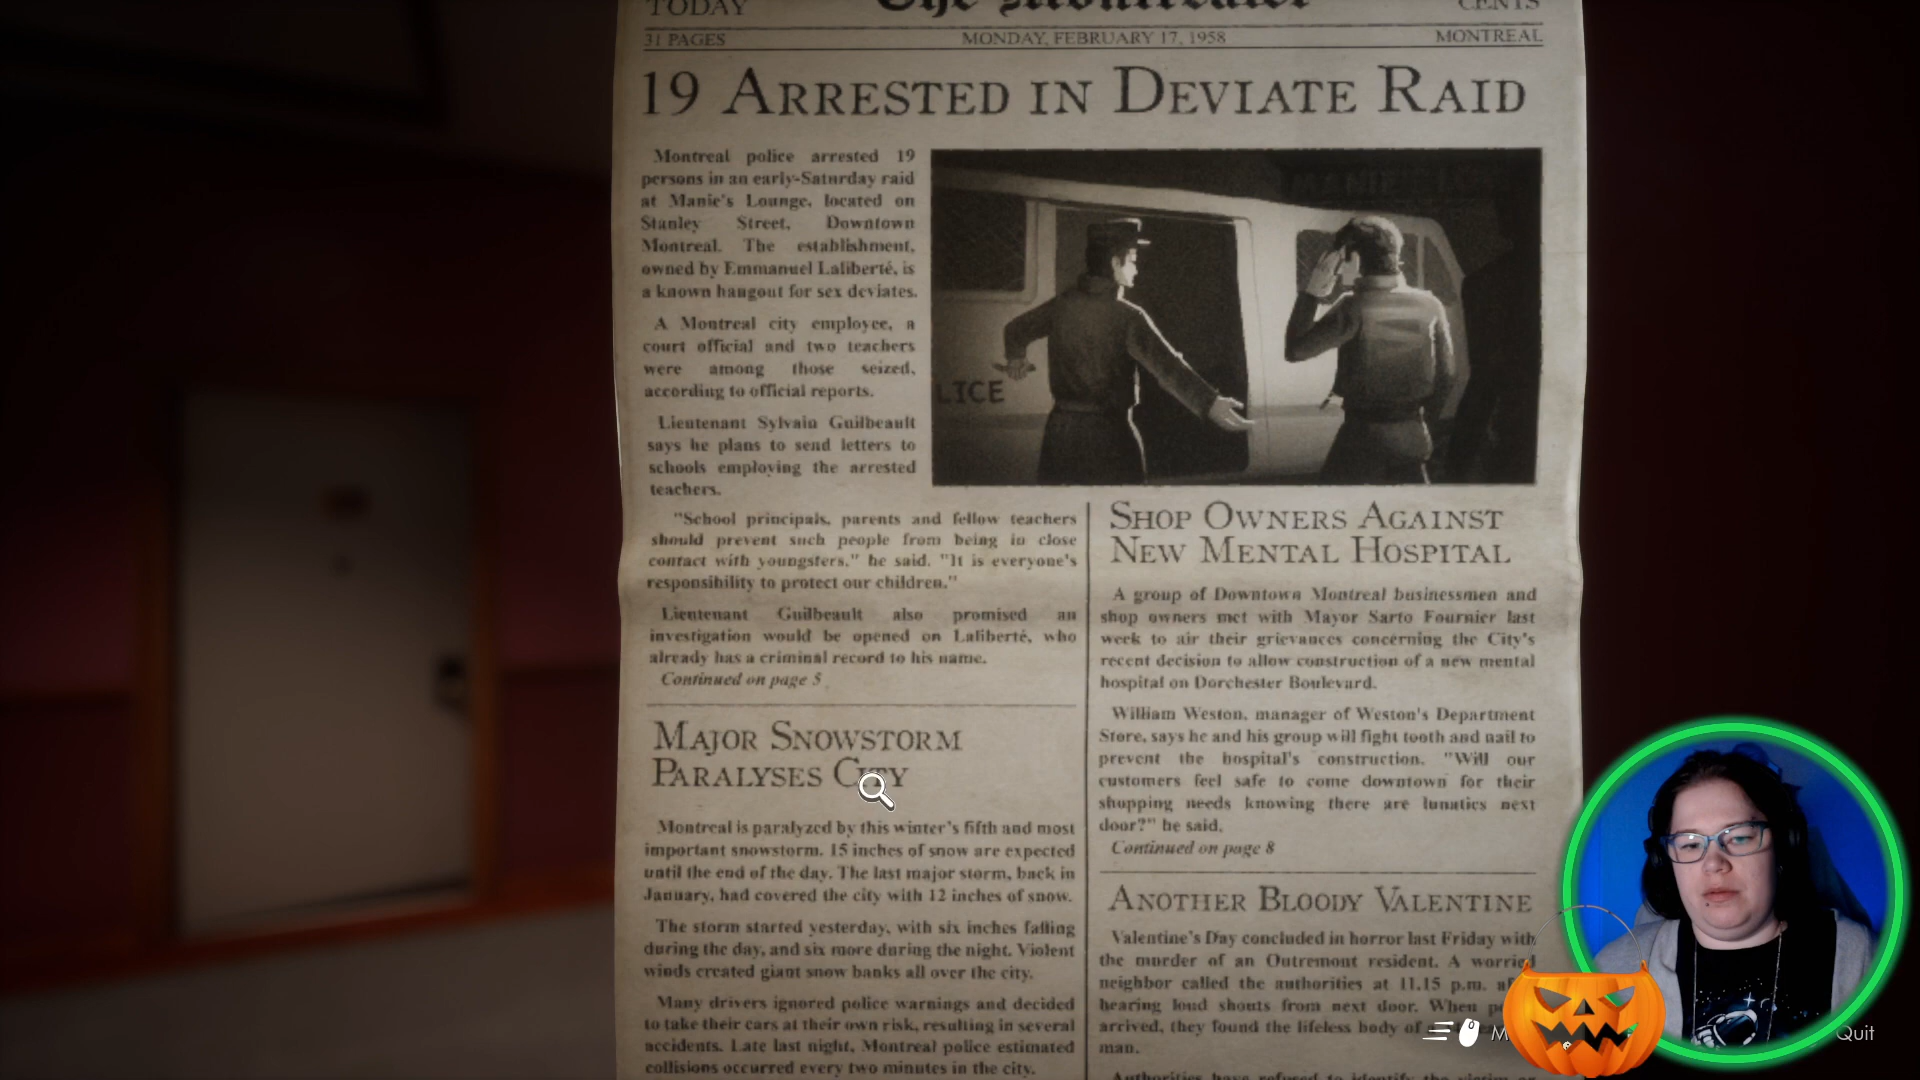 TODAY
The Montrealer
CENTS
31 PAGES
MONDAY, FEBRUARY 17, 1958
MONTREAL
19 ARRESTED IN DEVIATE RAID
Montreal police arrested 19
persons in an early-Saturday raid
at Manie's Lounge, located on
Stanley Street, Downtown
Montreal. The establishment,
owned by Emmanuel Laliberté, is
a known hangout for sex deviates.
A Montreal city employee, a
court official and two teachers
were among those seized,
according to official reports.
Lieutenant Sylvain Guilbeault
says he plans to send letters to
schools employing the arrested
teachers.
"School principals, parents and fellow teachers
should prevent such people from being in close
contact with youngsters," he said. "It is everyone's
responsibility to protect our children."
Lieutenant Guilbeault also promised an
investigation would be opened on Laliberté, who
already has a criminal record to his name.
Continued on page 5
MANIE
LICE
MAJOR SNOWSTORM
PARALYSES CITY
Montreal is paralyzed by this winter's fifth and most
important snowstorm. 15 inches of snow are expected
until the end of the day. The last major storm, back in
January, had covered the city with 12 inches of snow.
The storm started yesterday, with six inches falling
during the day, and six more during the night. Violent
winds created giant snow banks all over the city.
Many drivers ignored police warnings and decided
to take their cars at their own risk, resulting in several
accidents. Late last night, Montreal police estimated
collisions occurred every two minutes in the city.
SHOP OWNERS AGAINST
NEW MENTAL HOSPITAL
A group of Downtown Montreal businessmen and
shop owners met with Mayor Sarto Fournier last
week to air their grievances concerning the City's
recent decision to allow construction of a new mental
hospital on Dorchester Boulevard.
William Weston, manager of Weston's Department
Store, says he and his group will fight tooth and nail to
prevent the hospital's construction. "Will our
customers feel safe to come downtown for their
shopping needs knowing there are lunatics next
door?" he said.
Continued on page 8
ANOTHER BLOODY VALENTINE
Valentine's Day concluded in horror last Friday with
the murder of an Outremont resident. A worried
neighbor called the authorities at 11.15 p.m. af
hearing loud shouts from next door. When po
arrived, they found the lifeless body of
man.
Authorities have refused to identify the victim or
M
Quit